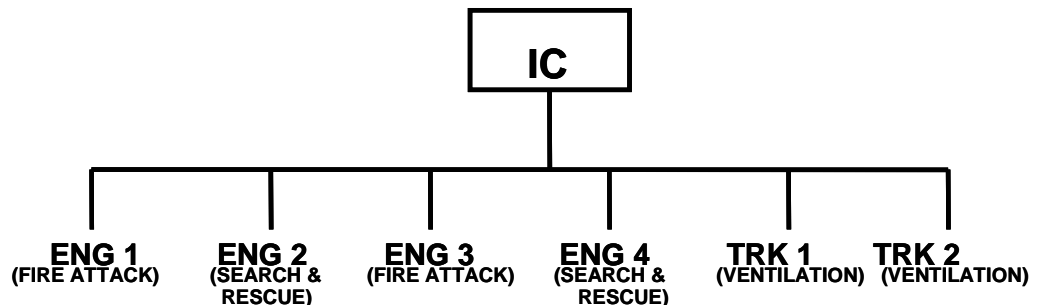 IC
ENG 1
(FIRE ATTACK)
ENG 2
(SEARCH &
RESCUE)
ENG 3
(FIRE ATTACK)
ENG 4
(SEARCH &
RESCUE)
TRK 1
(VENTILATION)
TRK 2
(VENTILATION)